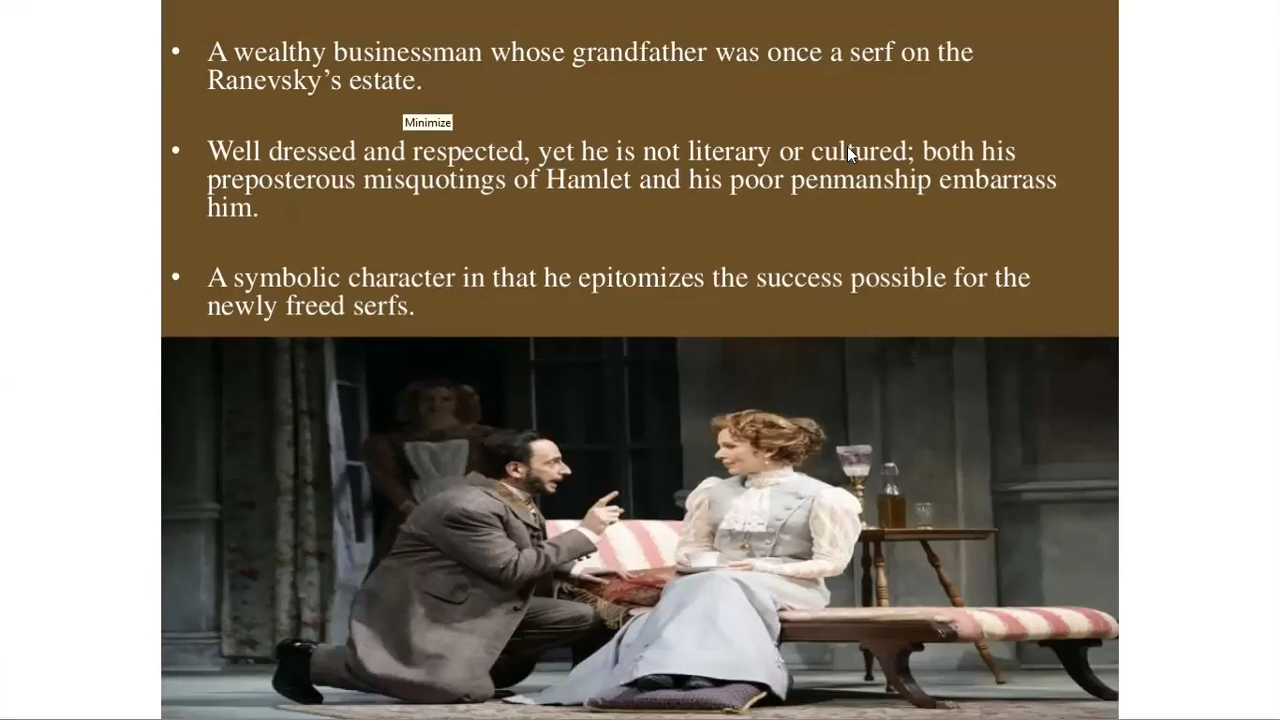 • A wealthy businessman whose grandfather was once a serf on the
Ranevsky’s estate.
Minimize
• Well dressed and respected, yet he is not literary or cultured; both his
preposterous misquotings of Hamlet and his poor penmanship embarrass
him.
• A symbolic character in that he epitomizes the success possible for the
newly freed serfs.